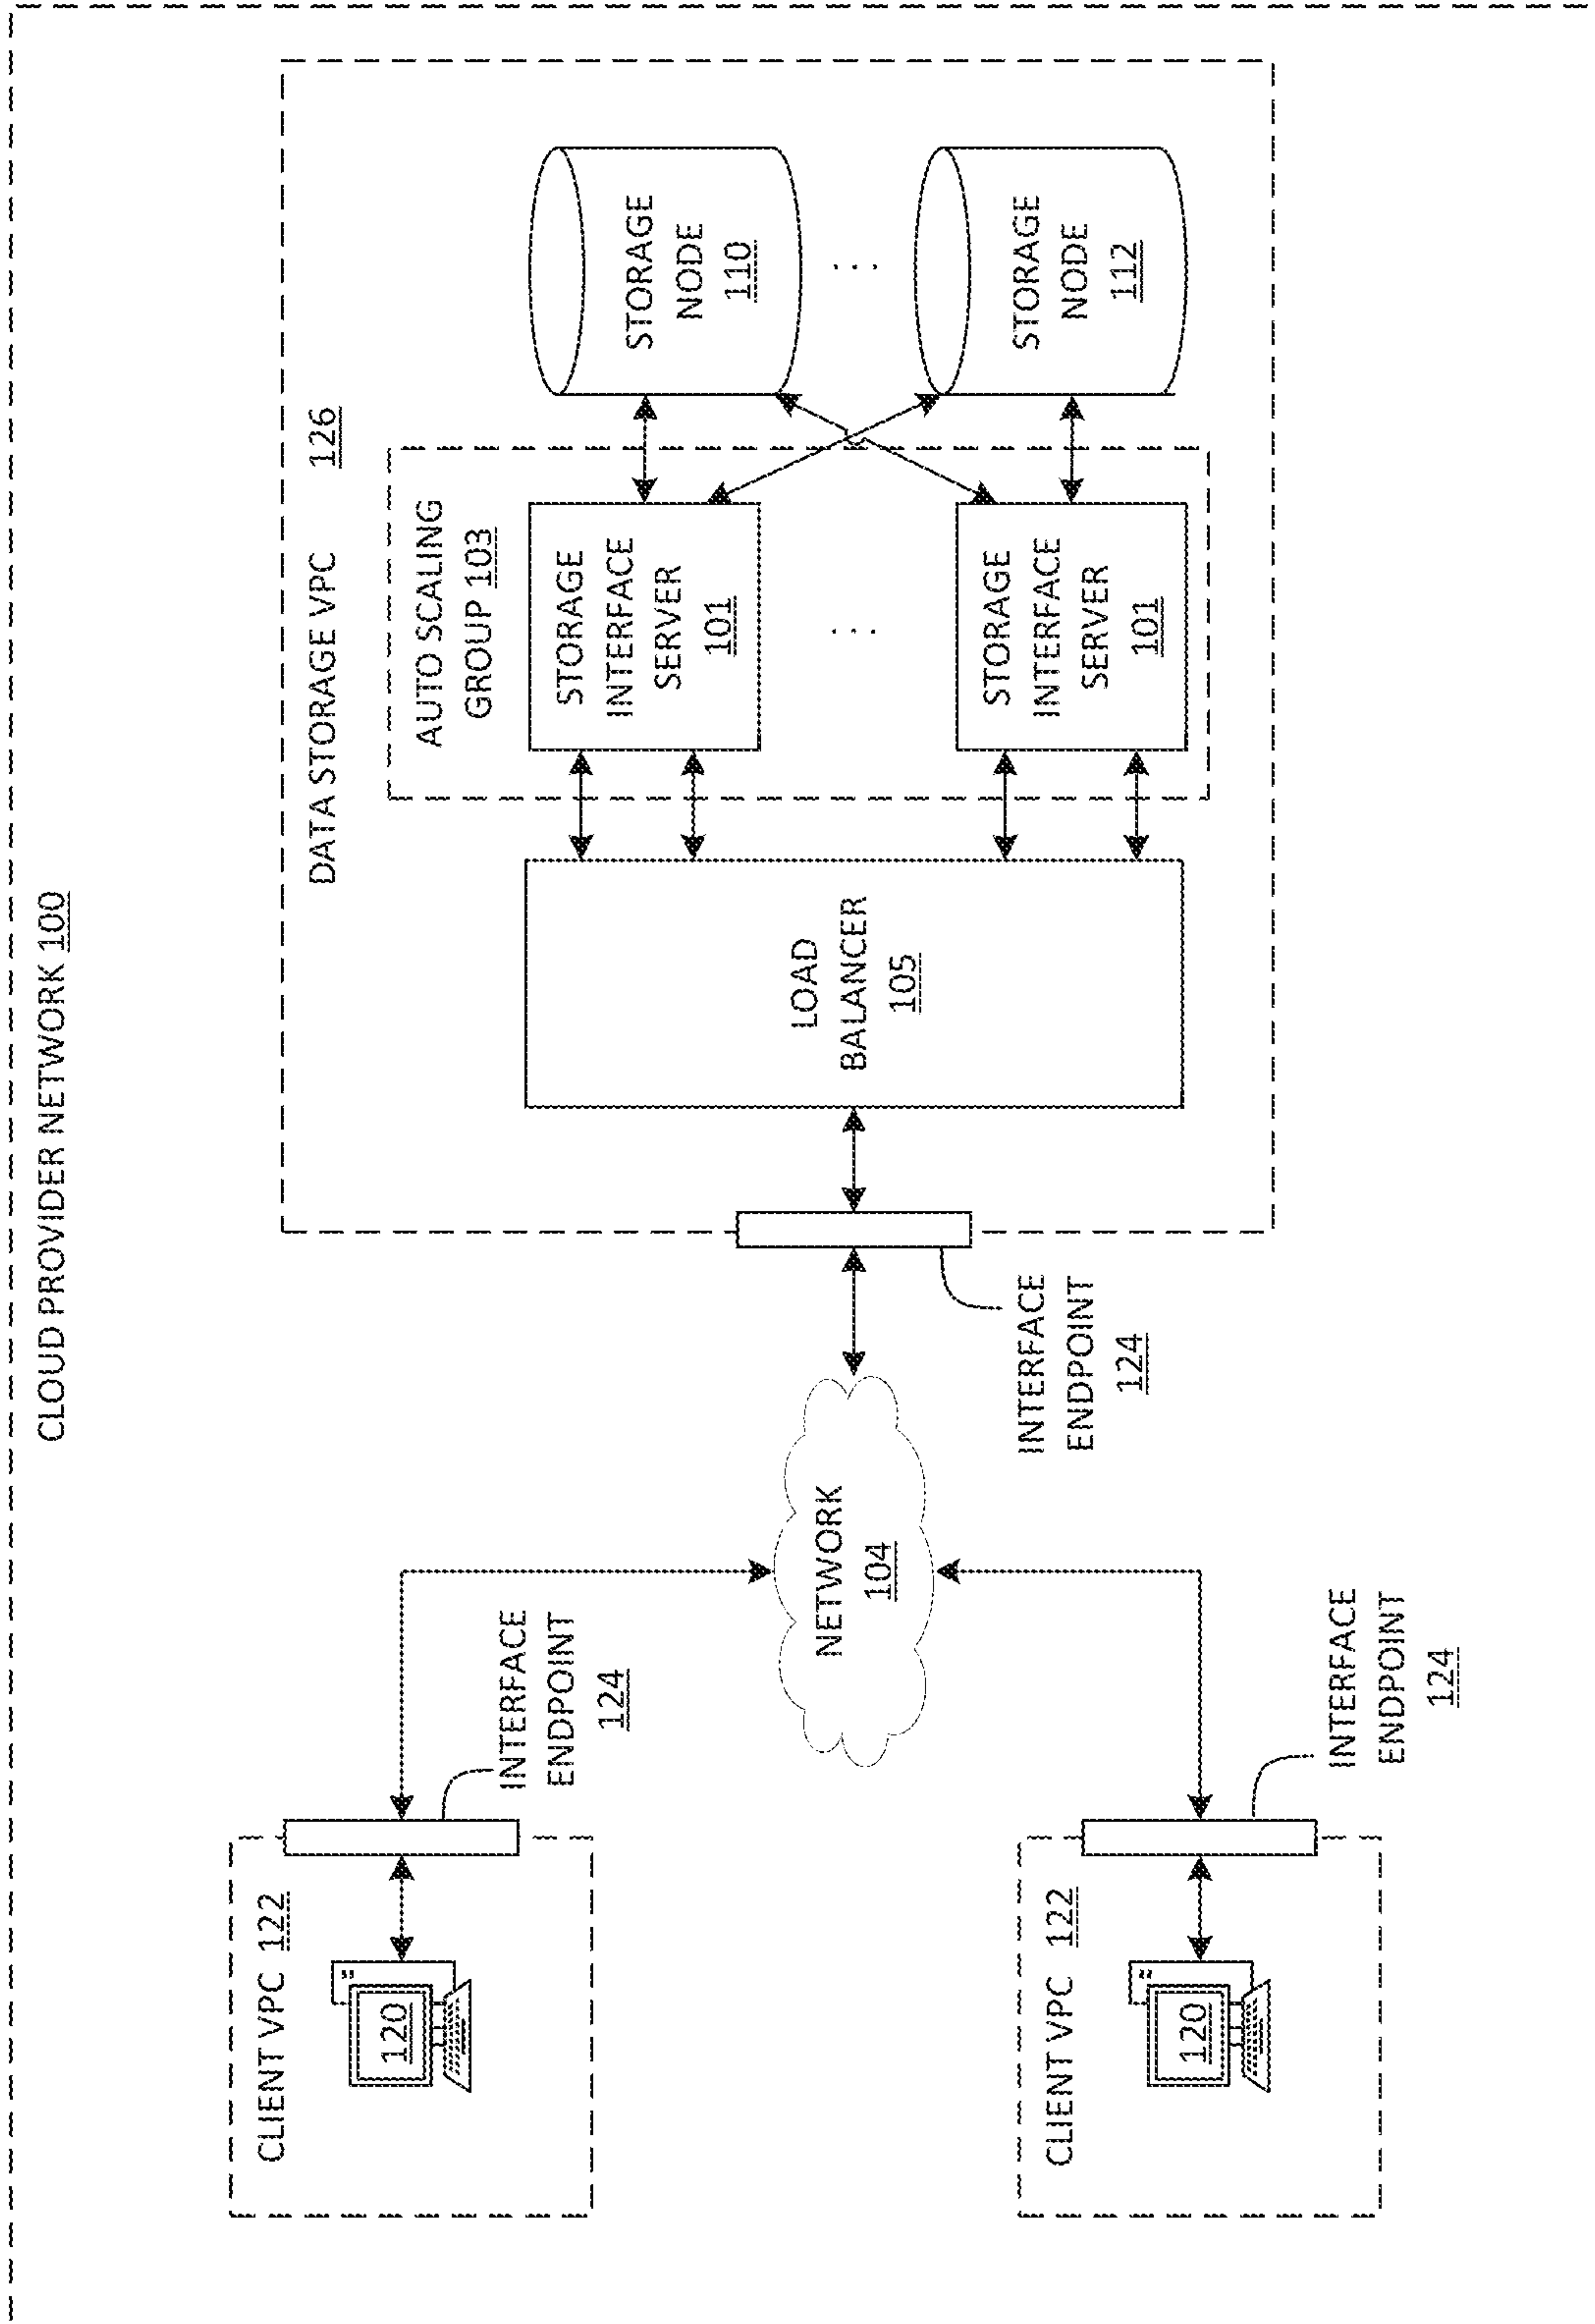 CLOUD PROVIDER NETWORK 100
CLIENT VPC 122
120
INTERFACE
ENDPOINT
124
CLIENT VPC 122
120
INTERFACE
ENDPOINT
124
NETWORK
104
INTERFACE
ENDPOINT
124
DATA STORAGE VPC 126
LOAD
BALANCER
105
AUTO SCALING
GROUP 103
STORAGE
INTERFACE
SERVER
101
...
STORAGE
INTERFACE
SERVER
101
STORAGE
NODE
110
...
STORAGE
NODE
112